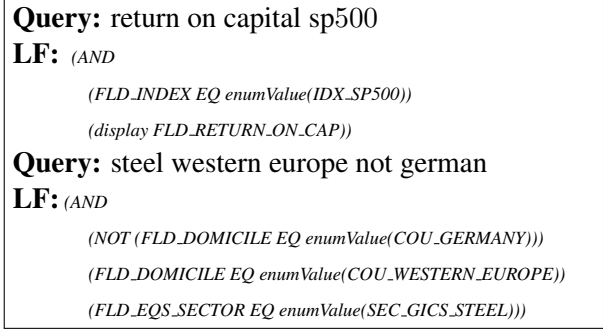 Query: return on capital sp500
LF: (AND
(FLD_INDEX EQ enumValue(IDX_SP500))
(display FLD_RETURN_ON_CAP))
Query: steel western europe not german
LF: (AND
(NOT (FLD_DOMICILE EQ enumValue(COU_GERMANY)))
(FLD_DOMICILE EQ enumValue(COU_WESTERN_EUROPE))
(FLD_EQS_SECTOR EQ enumValue(SEC_GICS_STEEL)))